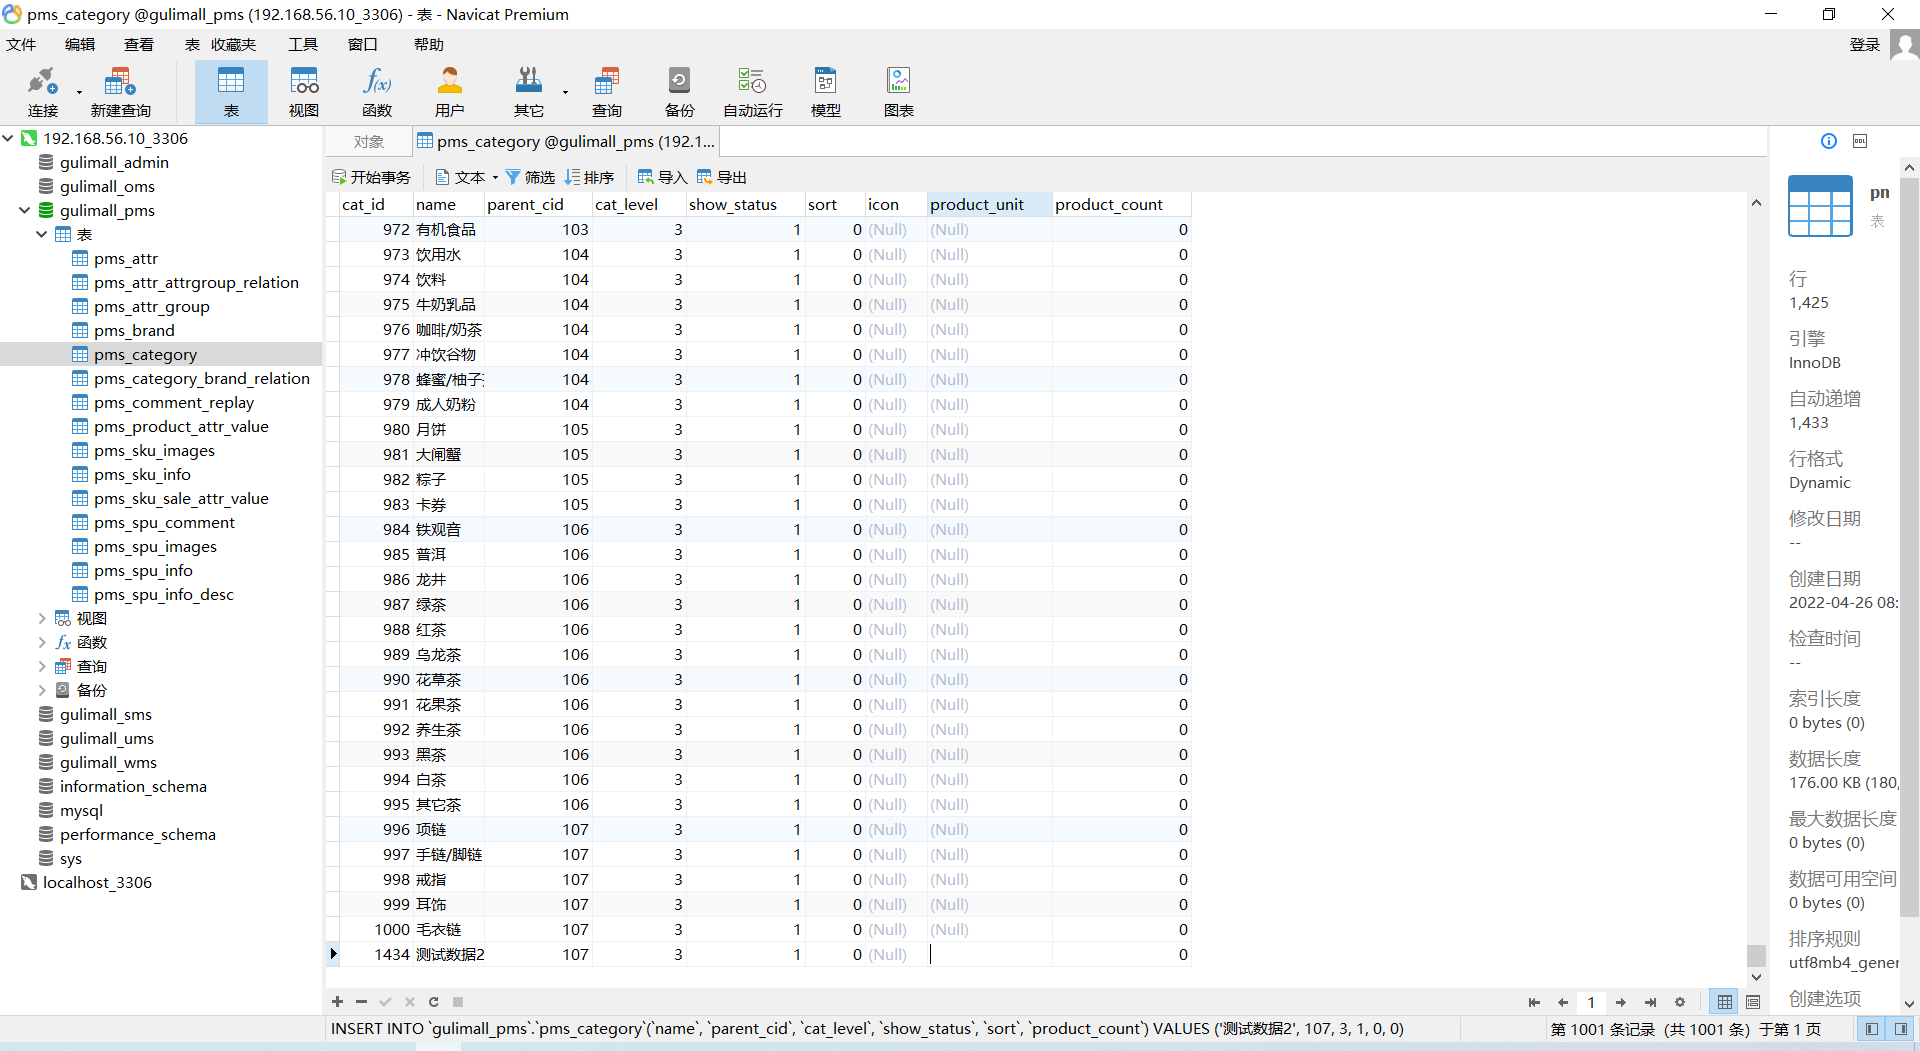 pms_category @gulimall_pms (192.168.56.10_3306) - 表 - Navicat Premium
文件 编辑 查看 表 收藏夹 工具 窗口 帮助 登录
连接 新建查询 表 视图 函数 用户 其它 查询 备份 自动运行 模型 图表
192.168.56.10_3306
gulimall_admin
gulimall_oms
gulimall_pms
表
pms_attr
pms_attr_attrgroup_relation
pms_attr_group
pms_brand
pms_category
pms_category_brand_relation
pms_comment_replay
pms_product_attr_value
pms_sku_images
pms_sku_info
pms_sku_sale_attr_value
pms_spu_comment
pms_spu_images
pms_spu_info
pms_spu_info_desc
视图
函数
查询
备份
gulimall_sms
gulimall_ums
gulimall_wms
information_schema
mysql
performance_schema
sys
localhost_3306
对象 pms_category @gulimall_pms (192.1...
开始事务 文本 筛选 排序 导入 导出
cat_id name parent_cid cat_level show_status sort icon product_unit product_count
972 有机食品 103 3 1 0 (Null) (Null) 0
973 饮用水 104 3 1 0 (Null) (Null) 0
974 饮料 104 3 1 0 (Null) (Null) 0
975 牛奶乳品 104 3 1 0 (Null) (Null) 0
976 咖啡/奶茶 104 3 1 0 (Null) (Null) 0
977 冲饮谷物 104 3 1 0 (Null) (Null) 0
978 蜂蜜/柚子 104 3 1 0 (Null) (Null) 0
979 成人奶粉 104 3 1 0 (Null) (Null) 0
980 月饼 105 3 1 0 (Null) (Null) 0
981 大闸蟹 105 3 1 0 (Null) (Null) 0
982 粽子 105 3 1 0 (Null) (Null) 0
983 卡券 105 3 1 0 (Null) (Null) 0
984 铁观音 106 3 1 0 (Null) (Null) 0
985 普洱 106 3 1 0 (Null) (Null) 0
986 龙井 106 3 1 0 (Null) (Null) 0
987 绿茶 106 3 1 0 (Null) (Null) 0
988 红茶 106 3 1 0 (Null) (Null) 0
989 乌龙茶 106 3 1 0 (Null) (Null) 0
990 花草茶 106 3 1 0 (Null) (Null) 0
991 花果茶 106 3 1 0 (Null) (Null) 0
992 养生茶 106 3 1 0 (Null) (Null) 0
993 黑茶 106 3 1 0 (Null) (Null) 0
994 白茶 106 3 1 0 (Null) (Null) 0
995 其它茶 106 3 1 0 (Null) (Null) 0
996 项链 107 3 1 0 (Null) (Null) 0
997 手链/脚链 107 3 1 0 (Null) (Null) 0
998 戒指 107 3 1 0 (Null) (Null) 0
999 耳饰 107 3 1 0 (Null) (Null) 0
1000 毛衣链 107 3 1 0 (Null) (Null) 0
1434 测试数据2 107 3 1 0 (Null) 0
1
INSERT INTO `gulimall_pms`.`pms_category`(`name`, `parent_cid`, `cat_level`, `show_status`, `sort`, `product_count`) VALUES ('测试数据2', 107, 3, 1, 0, 0)
第 1001 条记录 (共 1001 条) 于第 1 页
pn
表
行
1,425
引擎
InnoDB
自动递增
1,433
行格式
Dynamic
修改日期
--
创建日期
2022-04-26 08:
检查时间
--
索引长度
0 bytes (0)
数据长度
176.00 KB (180,
最大数据长度
0 bytes (0)
数据可用空间
0 bytes (0)
排序规则
utf8mb4_gener
创建选项